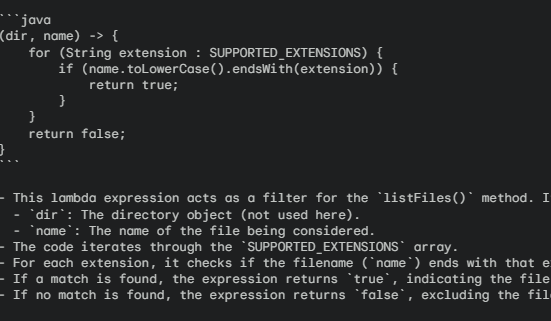 ```java
(dir, name) -> {
    for (String extension : SUPPORTED_EXTENSIONS) {
        if (name.toLowerCase().endsWith(extension)) {
            return true;
        }
    }
    return false;
}
```
- This lambda expression acts as a filter for the `listFiles()` method. I
  - `dir`: The directory object (not used here).
  - `name`: The name of the file being considered.
- The code iterates through the `SUPPORTED_EXTENSIONS` array.
- For each extension, it checks if the filename (`name`) ends with that e
- If a match is found, the expression returns `true`, indicating the file
- If no match is found, the expression returns `false`, excluding the fil